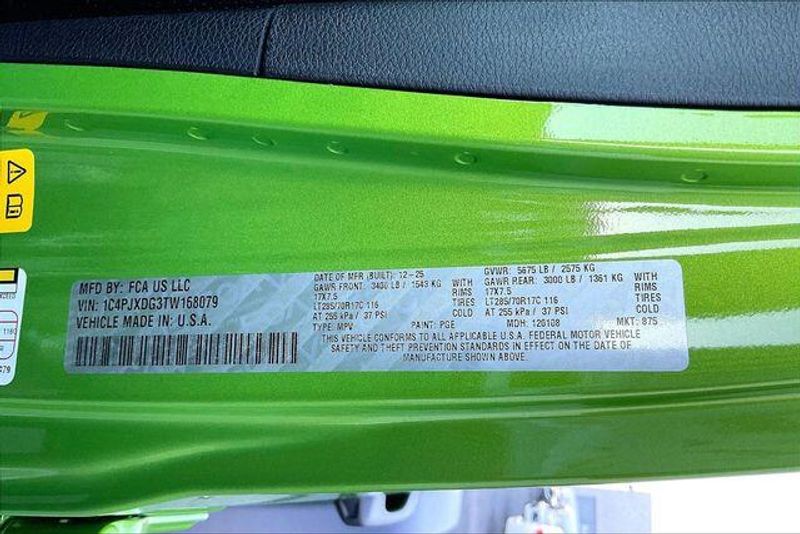 MFD BY: FCA US LLC
VIN: 1C4PJXDG3TW168079
VEHICLE MADE IN: U.S.A.
DATE OF MFR (BUILT): 12-25
GVWR: 5675 LB / 2575 KG
GAWR FRONT: 3400 LB / 1543 KG
WITH
RIMS
GAWR REAR: 3000 LB / 1361 KG
WITH
RIMS
17X7.5
17X7.5
LT285/70R17C 116
TIRES
LT285/70R17C 116
TIRES
AT 255 kPa / 37 PSI
COLD
AT 255 kPa / 37 PSI
COLD
TYPE: MPV PAINT: PGE MDH: 120108 MKT: 875
THIS VEHICLE CONFORMS TO ALL APPLICABLE U.S.A. FEDERAL MOTOR VEHICLE
SAFETY AND THEFT PREVENTION STANDARDS IN EFFECT ON THE DATE OF
MANUFACTURE SHOWN ABOVE.